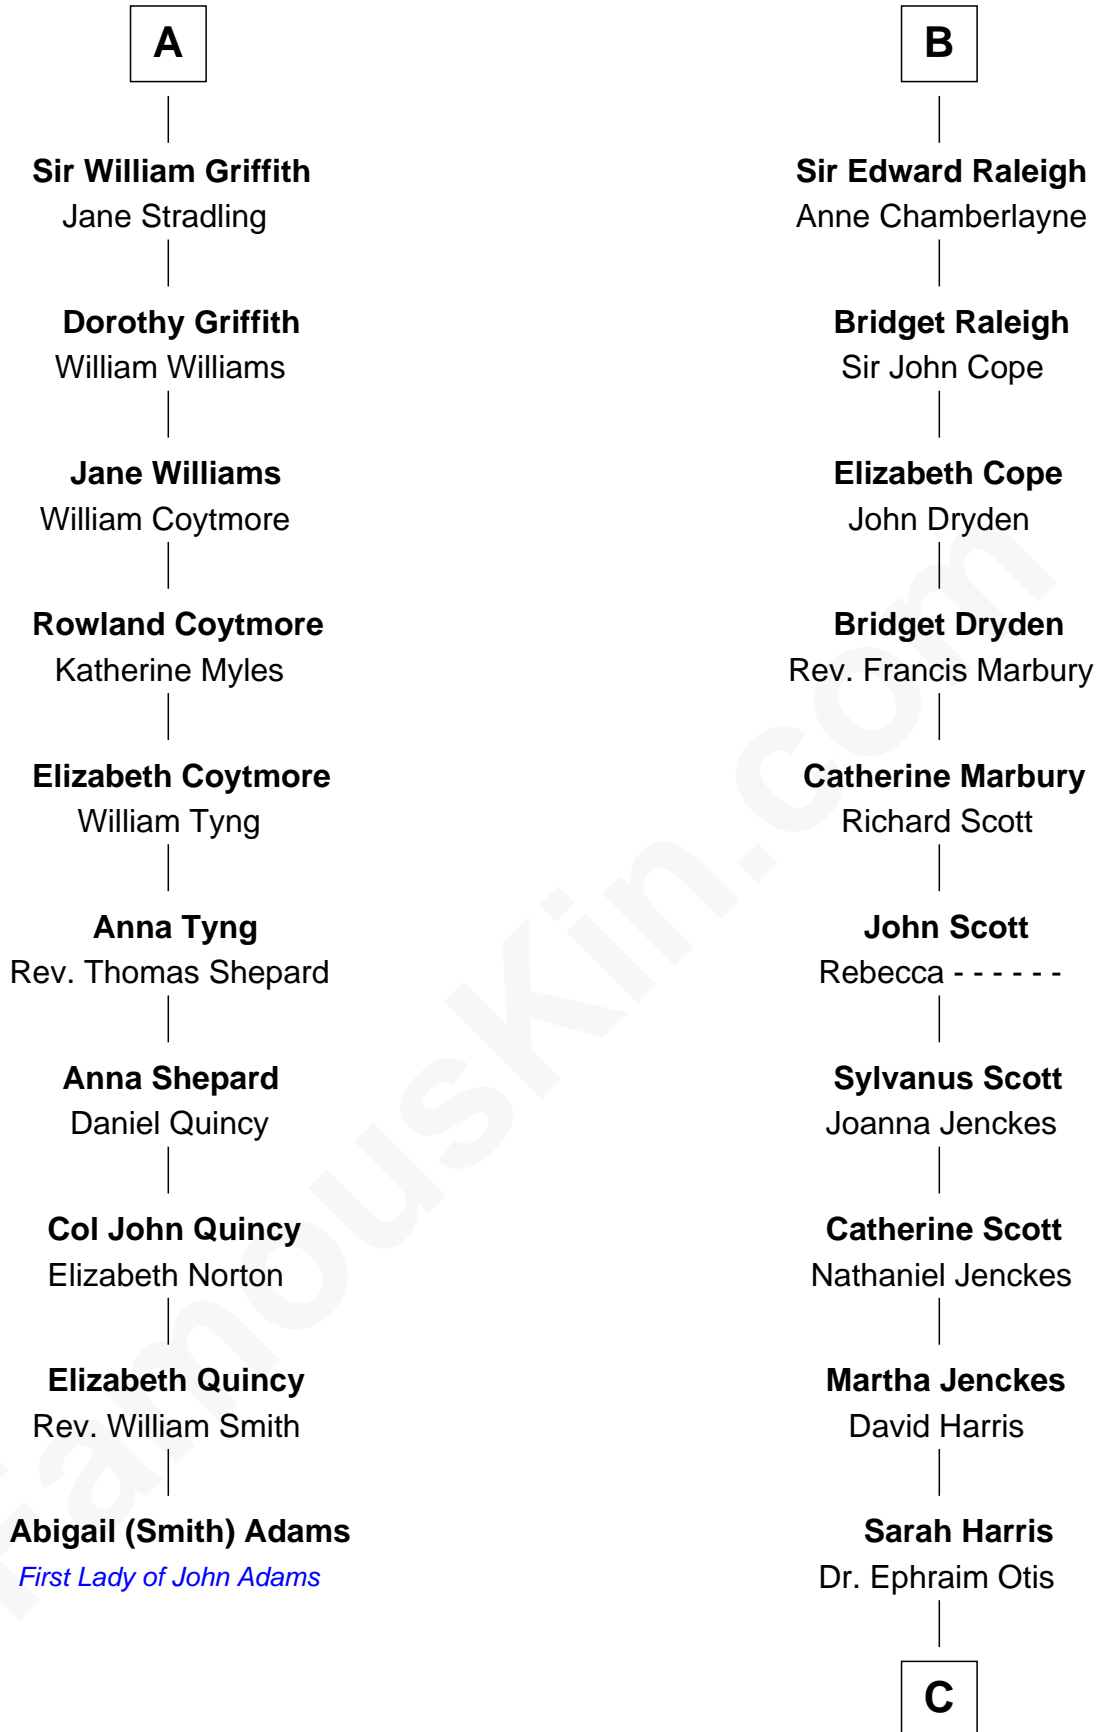 A
Sir William Griffith
Jane Stradling
Dorothy Griffith
William Williams
Jane Williams
William Coytmore
Rowland Coytmore
Katherine Myles
Elizabeth Coytmore
William Tyng
Anna Tyng
Rev. Thomas Shepard
Anna Shepard
Daniel Quincy
Col John Quincy
Elizabeth Norton
Elizabeth Quincy
Rev. William Smith
Abigail (Smith) Adams
First Lady of John Adams
B
Sir Edward Raleigh
Anne Chamberlayne
Bridget Raleigh
Sir John Cope
Elizabeth Cope
John Dryden
Bridget Dryden
Rev. Francis Marbury
Catherine Marbury
Richard Scott
John Scott
Rebecca - - - - - -
Sylvanus Scott
Joanna Jenckes
Catherine Scott
Nathaniel Jenckes
Martha Jenckes
David Harris
Sarah Harris
Dr. Ephraim Otis
C
FamousKin.com